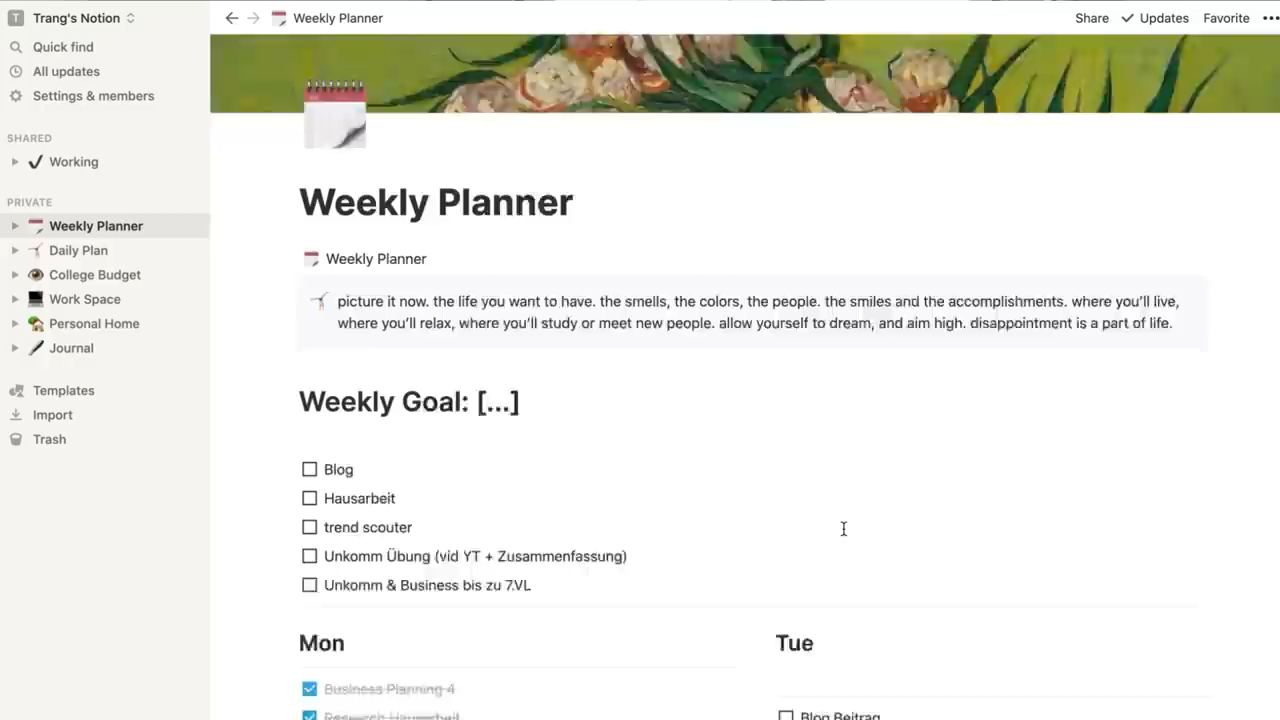 T Trang's Notion
Weekly Planner
Share
Updates
Favorite
Quick find
All updates
Settings & members
SHARED
Working
PRIVATE
Weekly Planner
Daily Plan
College Budget
Work Space
Personal Home
Journal
Templates
Import
Trash
Weekly Planner
Weekly Planner
picture it now. the life you want to have. the smells, the colors, the people. the smiles and the accomplishments. where you'll live,
where you'll relax, where you'll study or meet new people. allow yourself to dream, and aim high. disappointment is a part of life.
Weekly Goal: [...]
Blog
Hausarbeit
trend scouter
Unkomm Übung (vid YT + Zusammenfassung)
Unkomm & Business bis zu 7.VL
Mon
Business Planning 4
Research Hausarbeit
Tue
Blog Beitrag